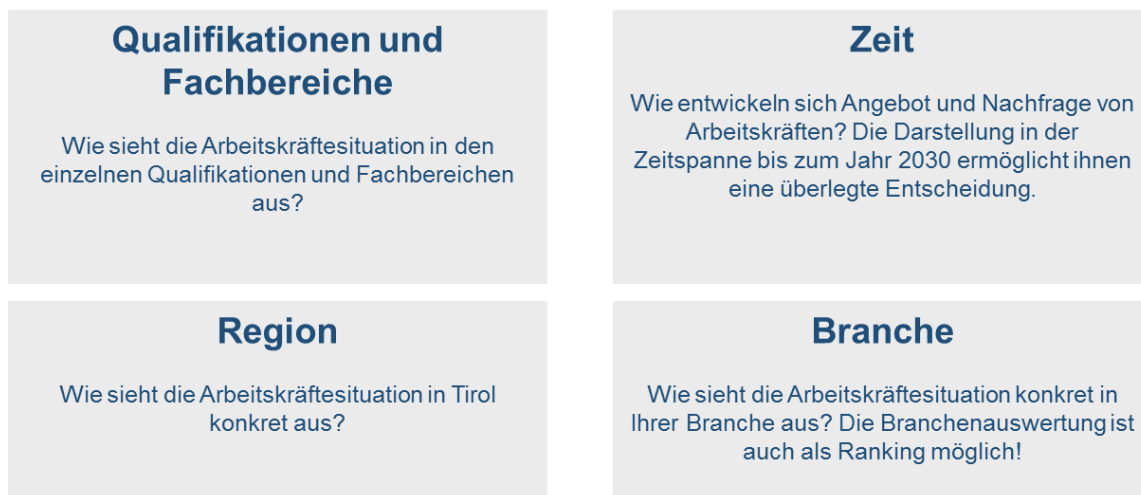 Qualifikationen und
Fachbereiche
Wie sieht die Arbeitskräftesituation in den
einzelnen Qualifikationen und Fachbereichen
aus?
Zeit
Wie entwickeln sich Angebot und Nachfrage von
Arbeitskräften? Die Darstellung in der
Zeitspanne bis zum Jahr 2030 ermöglicht ihnen
eine überlegte Entscheidung.
Region
Wie sieht die Arbeitskräftesituation in Tirol
konkret aus?
Branche
Wie sieht die Arbeitskräftesituation konkret in
Ihrer Branche aus? Die Branchenauswertung ist
auch als Ranking möglich!